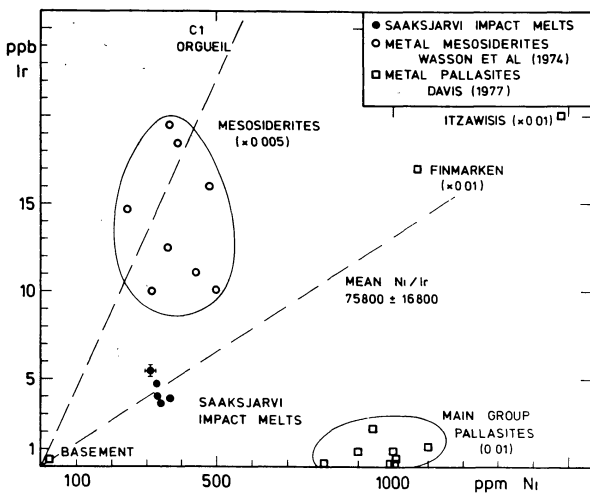 ppb
Ir
C1
ORGUEIL
● SAAKSJARVI IMPACT MELTS
○ METAL MESOSIDERITES
WASSON ET AL (1974)
□ METAL PALLASITES
DAVIS (1977)
ITZAWISIS (×0.01)
MESOSIDERITES
(×0.005)
FINMARKEN
(×0.01)
15
MEAN Ni/Ir
75800 ± 16800
10
5
SAAKSJARVI
IMPACT MELTS
MAIN GROUP
PALLASITES
(0.01)
1
BASEMENT
100
500
1000
ppm Ni